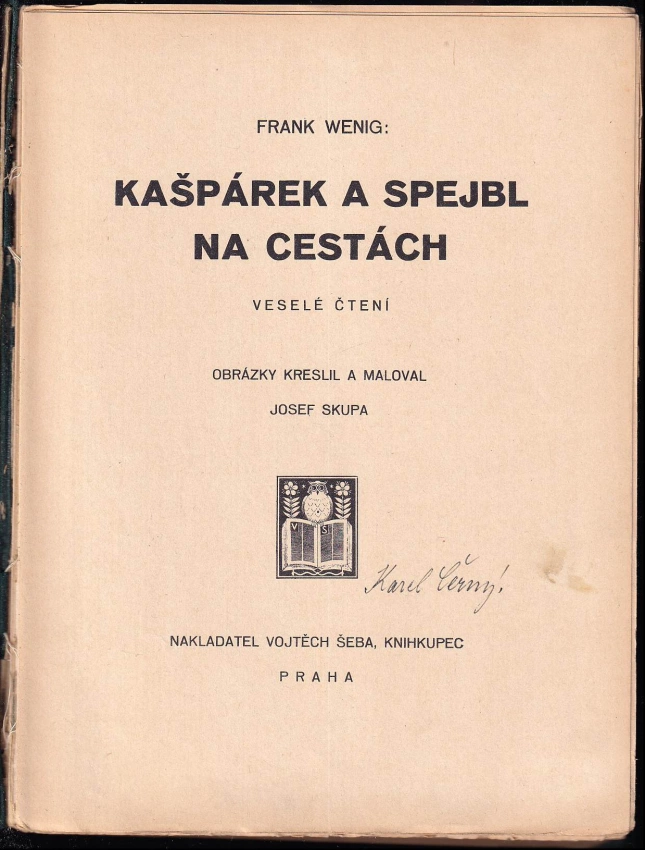 FRANK WENIG:
KAŠPÁREK A SPEJBL
NA CESTÁCH
VESELÉ ČTENÍ
OBRÁZKY KRESLIL A MALOVAL
JOSEF SKUPA
V Š
Karel Černý.
NAKLADATEL VOJTĚCH ŠEBA, KNIHKUPEC
PRAHA